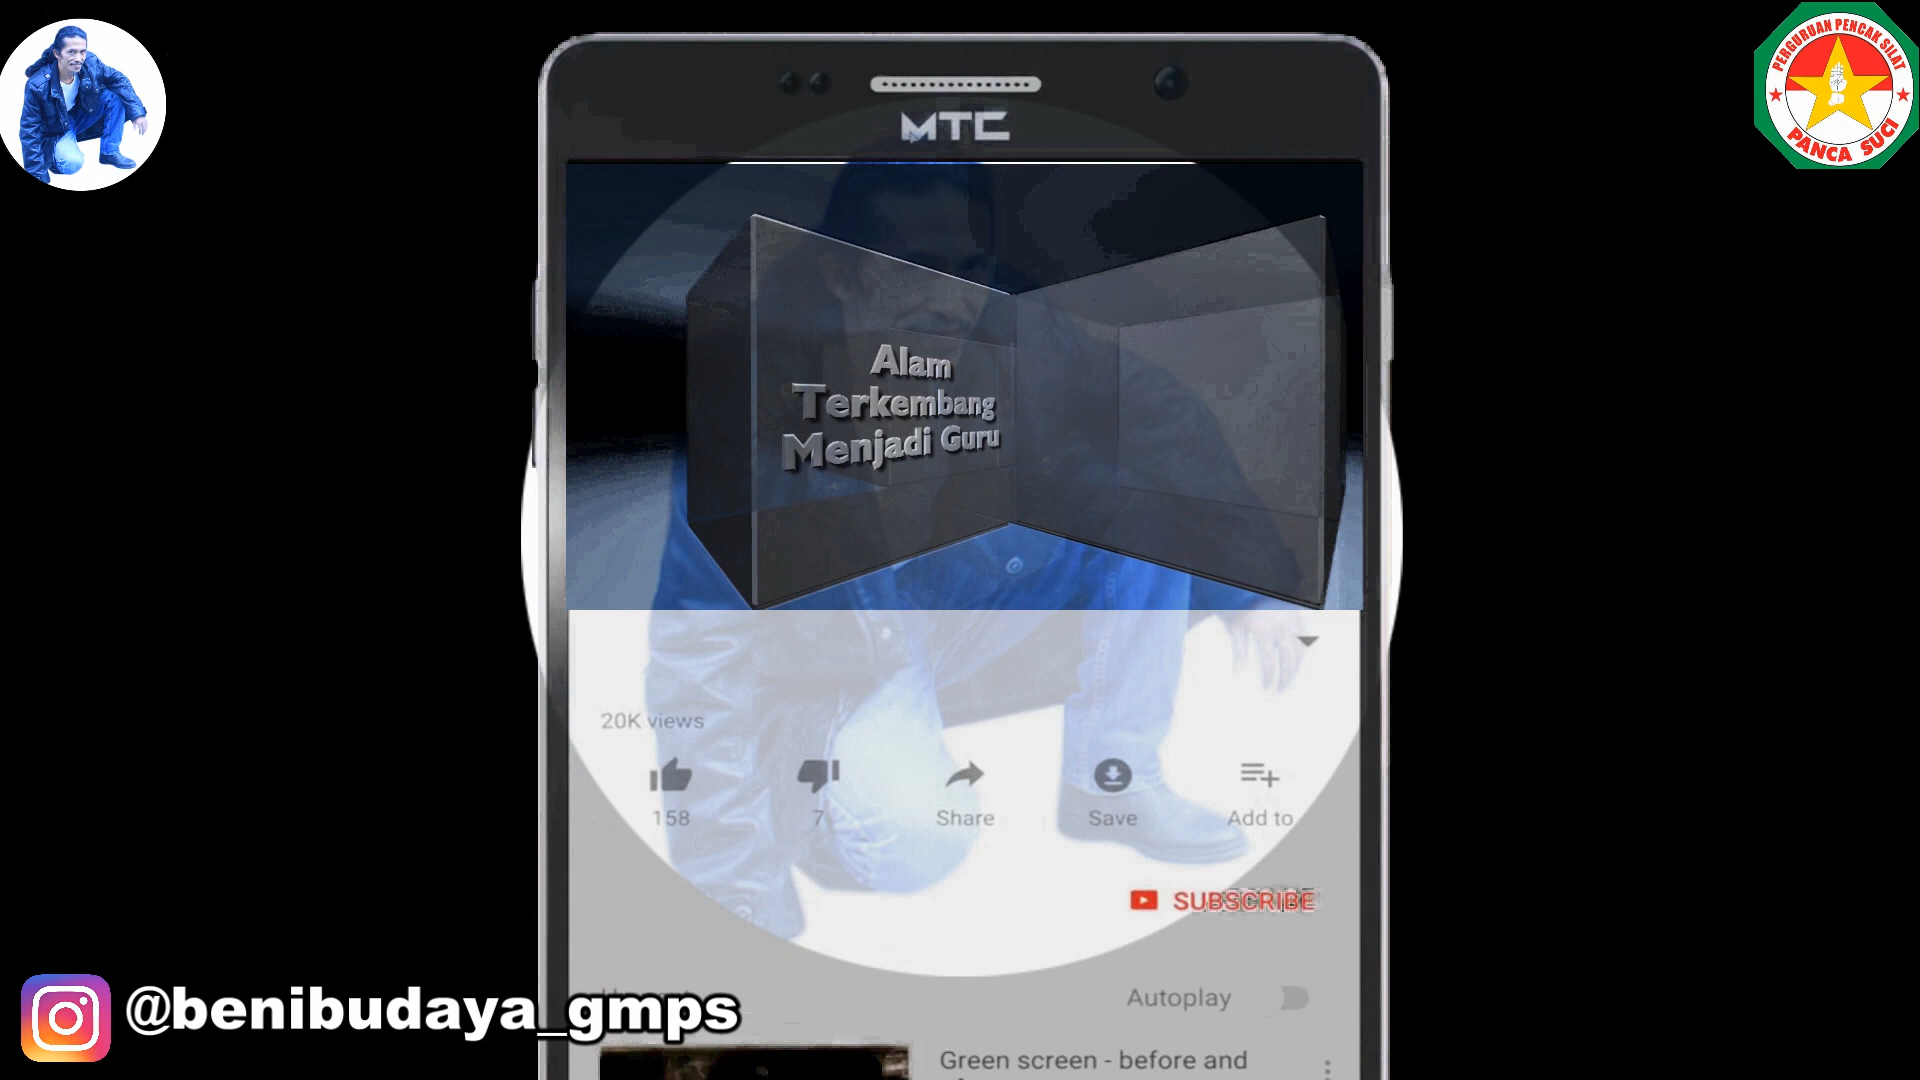 PERGURUAN PENCAK SILAT
PANCA SUCI
MTC
Alam
Terkembang
Menjadi Guru
20K views
158
7
Share
Save
Add to
SUBSCRIBE
Autoplay
@benibudaya_gmps
Green screen - before and